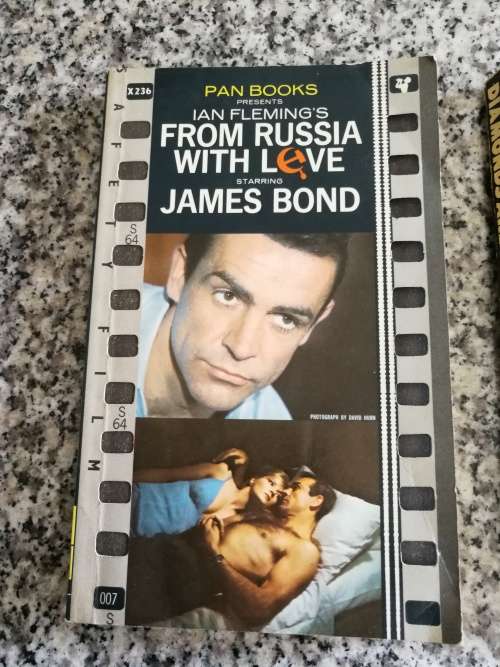 X236
PAN BOOKS
PRESENTS
IAN FLEMING'S
FROM RUSSIA
WITH LOVE
STARRING
JAMES BOND
PHOTOGRAPH BY DAVID HURN
AFETY FILM
S
64
S
64
007
S